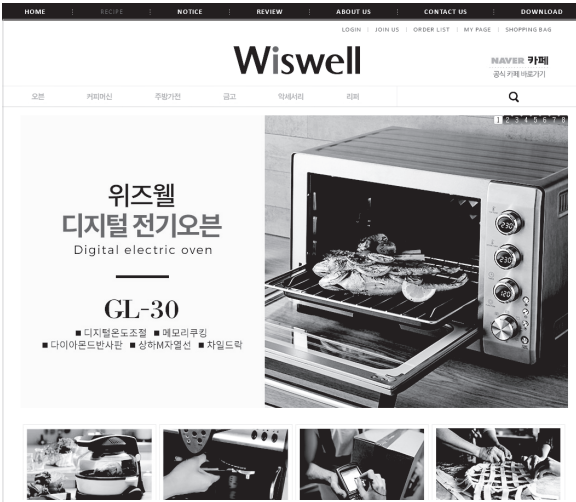 HOME RECIPE NOTICE REVIEW ABOUT US CONTACT US DOWNLOAD
LOGIN JOIN US ORDER LIST MY PAGE SHOPPING BAG
Wiswell
NAVER 카페
공식 카페 바로가기
오븐 커피머신 주방가전 금고 악세서리 리퍼
1 2 3 4 5 6 7 8
위즈웰
디지털 전기오븐
Digital electric oven
GL-30
■ 디지털온도조절 ■ 메모리쿠킹
■ 다이아몬드반사판 ■ 상하M자열선 ■ 차일드락
230
230
120